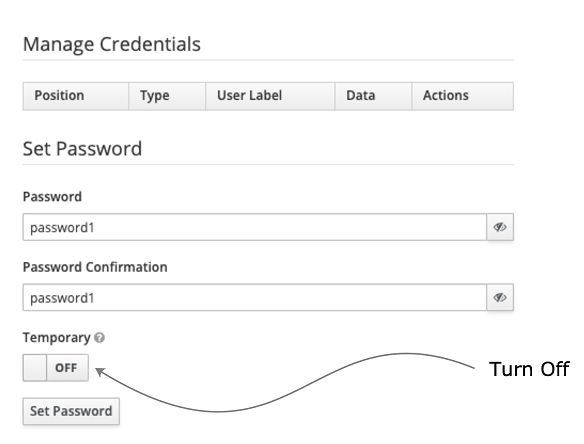 Manage Credentials
Position Type User Label Data Actions
Set Password
Password
password1
Password Confirmation
password1
Temporary
OFF
Turn Off
Set Password